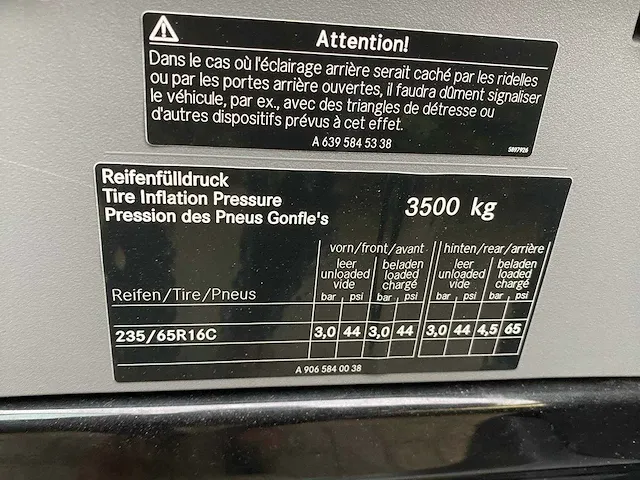 Attention!
Dans le cas où l'éclairage arrière serait caché par les ridelles
ou par les portes arrière ouvertes, il faudra dûment signaliser
le véhicule, par ex., avec des triangles de détresse ou
d'autres dispositifs prévus à cet effet.
A 639 584 53 38
5897926
Reifenfülldruck
Tire Inflation Pressure
Pression des Pneus Gonfle's
3500 kg
vorn/front/avant hinten/rear/arrière
leer beladen leer beladen
unloaded loaded unloaded loaded
vide chargé vide chargé
Reifen/Tire/Pneus bar psi bar psi bar psi bar psi
235/65R16C 3,0 44 3,0 44 3,0 44 4,5 65
A 906 584 00 38